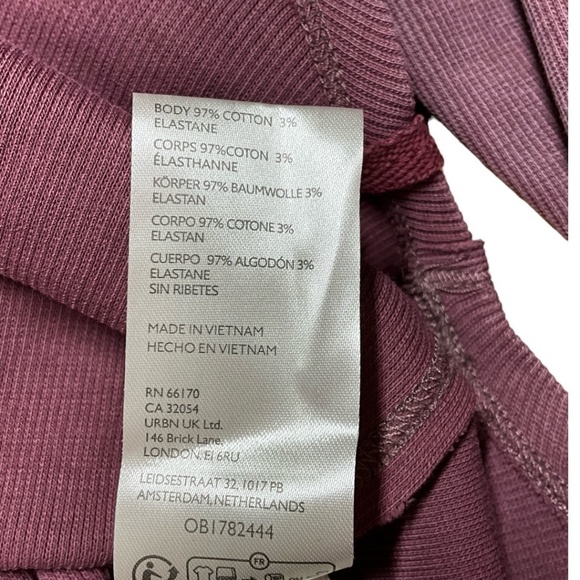 BODY 97% COTTON 3%
ELASTANE
CORPS 97%COTON 3%
ÉLASTHANNE
KÖRPER 97% BAUMWOLLE 3%
ELASTAN
CORPO 97% COTONE 3%
ELASTAN
CUERPO 97% ALGODÓN 3%
ELASTANE
SIN RIBETES
MADE IN VIETNAM
HECHO EN VIETNAM
RN 66170
CA 32054
URBN UK Ltd.
146 Brick Lane,
LONDON. E1 6RU
LEIDSESTRAAT 32, 1017 PB
AMSTERDAM, NETHERLANDS
OB1782444
FR